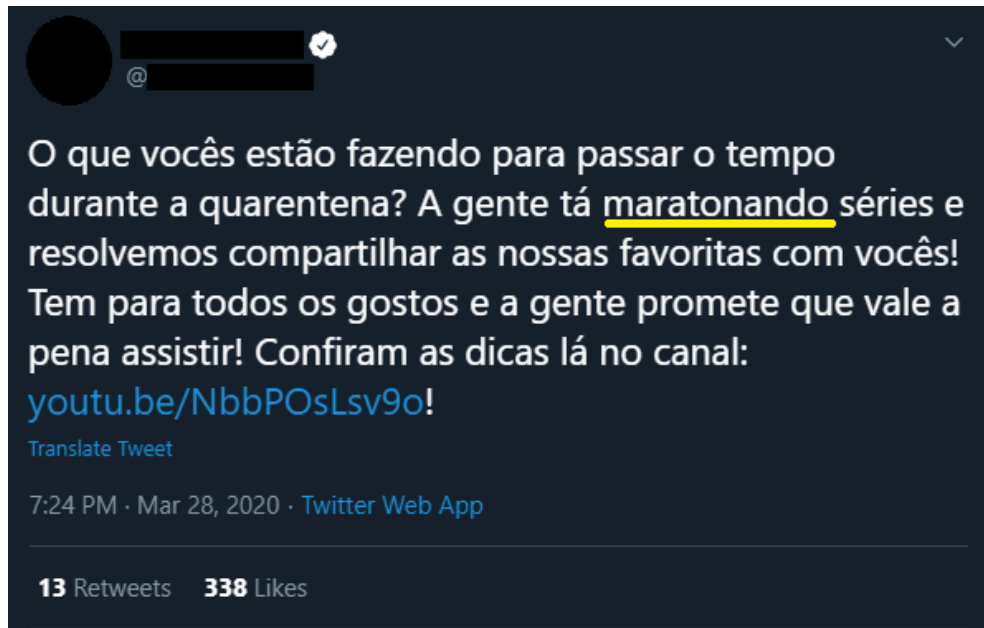 @
O que vocês estão fazendo para passar o tempo
durante a quarentena? A gente tá maratonando séries e
resolvemos compartilhar as nossas favoritas com vocês!
Tem para todos os gostos e a gente promete que vale a
pena assistir! Confiram as dicas lá no canal:
youtu.be/NbbPOsLsv9o!
Translate Tweet
7:24 PM · Mar 28, 2020 · Twitter Web App
13 Retweets 338 Likes